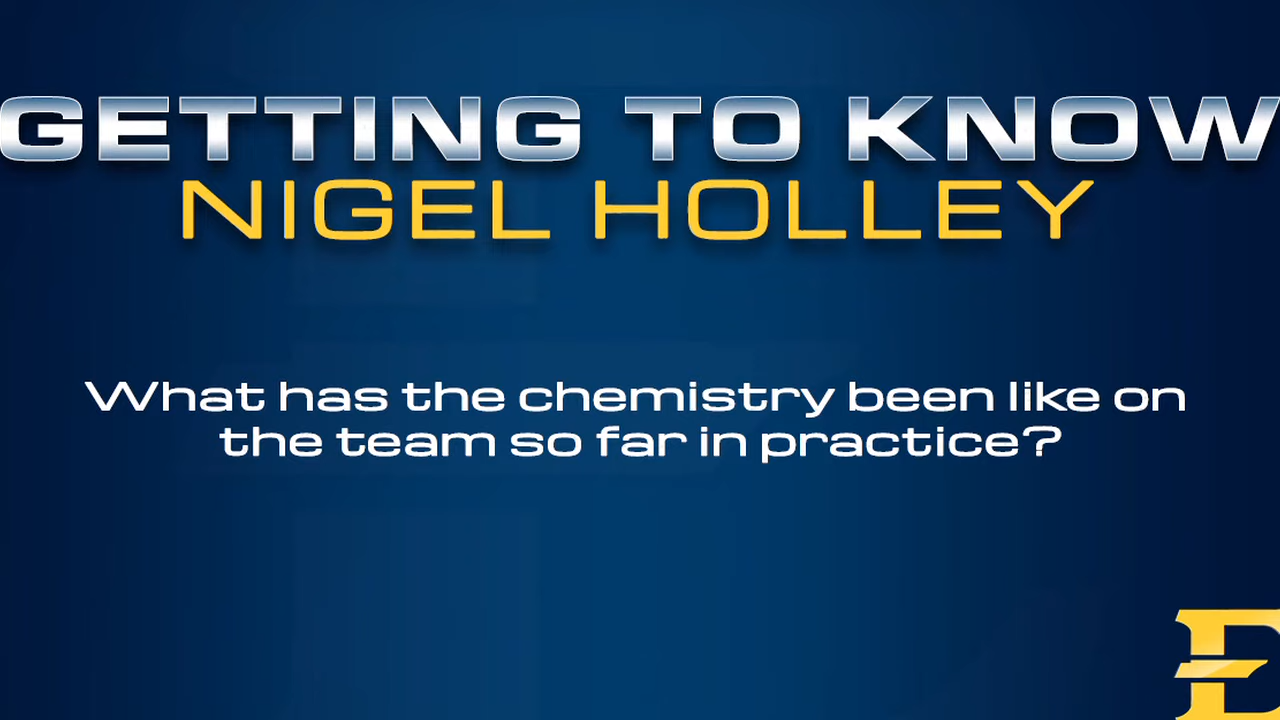 GETTING TO KNOW
NIGEL HOLLEY
What has the chemistry been like on
the team so far in practice?
E